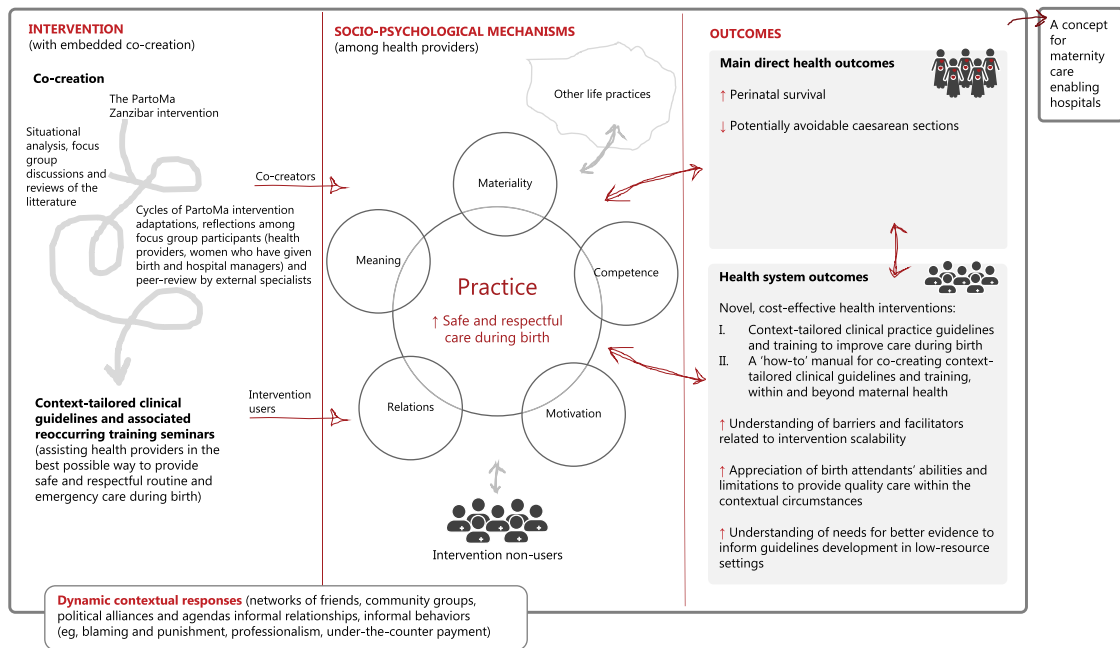 INTERVENTION
(with embedded co-creation)
Co-creation
The PartoMa
Zanzibar intervention
Situational
analysis, focus
group
discussions and
reviews of the
litterature
Cycles of PartoMa intervention
adaptations, reflections among
focus group participants (health
providers, women who have given
birth and hospital managers) and
peer-review by external specialists
Context-tailored clinical
guidelines and associated
reoccurring training seminars
(assisting health providers in the
best possible way to provide
safe and respectful routine and
emergency care during birth)
Co-creators
Intervention
users
SOCIO-PSYCHOLOGICAL MECHANISMS
(among health providers)
Other life practices
Materiality
Meaning
Competence
Practice
↑ Safe and respectful
care during birth
Relations
Motivation
Intervention non-users
OUTCOMES
Main direct health outcomes
↑ Perinatal survival
↓ Potentially avoidable caesarean sections
Health system outcomes
Novel, cost-effective health interventions:
I. Context-tailored clinical practice guidelines
and training to improve care during birth
II. A ‘how-to’ manual for co-creating context-
tailored clinical guidelines and training,
within and beyond maternal health
↑ Understanding of barriers and facilitators
related to intervention scalability
↑ Appreciation of birth attendants’ abilities and
limitations to provide quality care within the
contextual circumstances
↑ Understanding of needs for better evidence to
inform guidelines development in low-resource
settings
A concept
for
maternity
care
enabling
hospitals
Dynamic contextual responses (networks of friends, community groups,
political alliances and agendas informal relationships, informal behaviors
(eg, blaming and punishment, professionalism, under-the-counter payment)